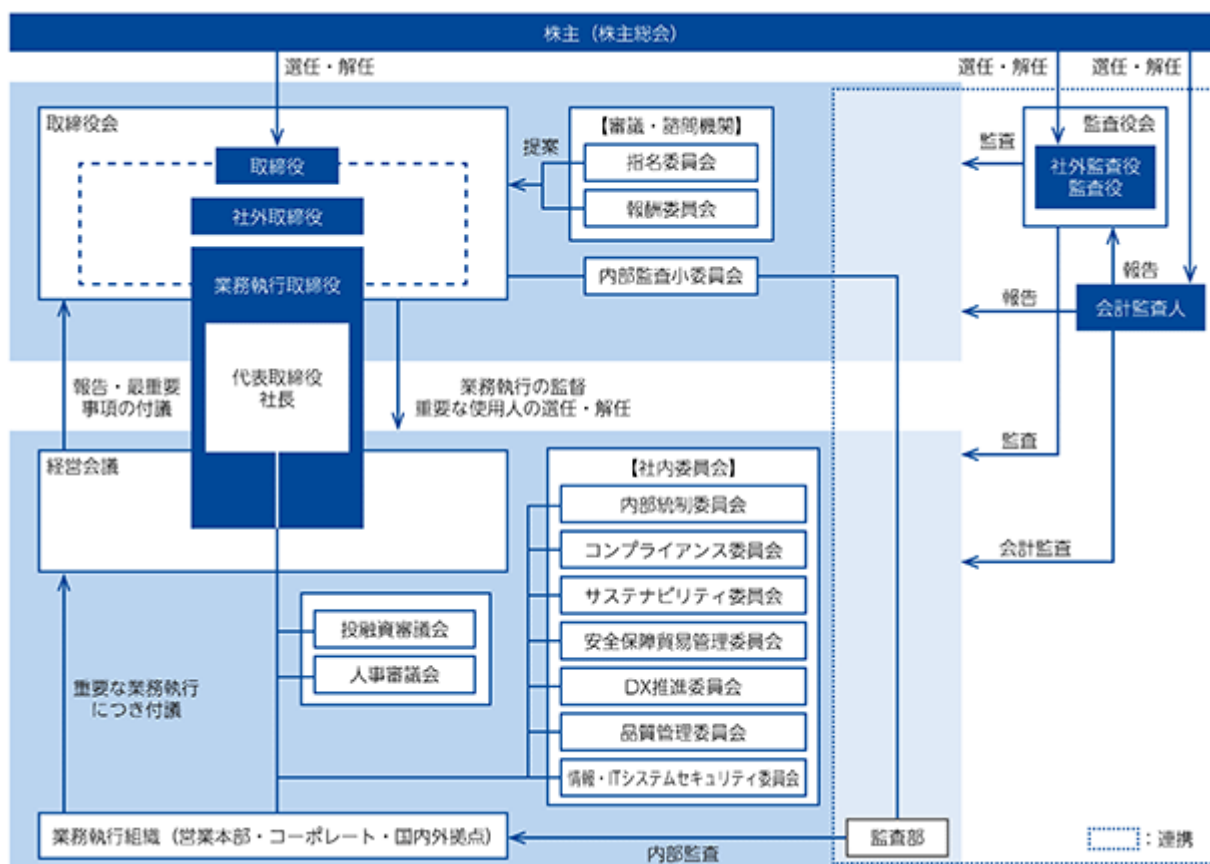 株主（株主総会）
選任・解任
選任・解任
選任・解任
取締役会
取締役
社外取締役
業務執行取締役
代表取締役
社長
提案
【審議・諮問機関】
指名委員会
報酬委員会
内部監査小委員会
監査役会
社外監査役
監査役
監査
報告
報告
会計監査人
監査
会計監査
報告・最重要
事項の付議
業務執行の監督
重要な使用人の選任・解任
経営会議
【社内委員会】
内部統制委員会
コンプライアンス委員会
サステナビリティ委員会
安全保障貿易管理委員会
DX推進委員会
品質管理委員会
情報・ITシステムセキュリティ委員会
投融資審議会
人事審議会
重要な業務執行
につき付議
業務執行組織（営業本部・コーポレート・国内外拠点）
内部監査
監査部
：連携